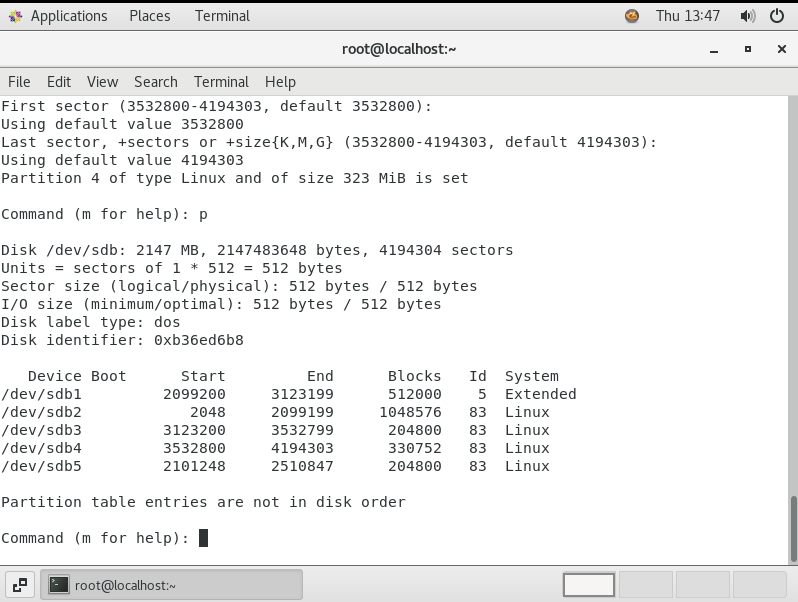 Applications Places Terminal Thu 13:47
root@localhost:~
File Edit View Search Terminal Help
First sector (3532800-4194303, default 3532800):
Using default value 3532800
Last sector, +sectors or +size{K,M,G} (3532800-4194303, default 4194303):
Using default value 4194303
Partition 4 of type Linux and of size 323 MiB is set
Command (m for help): p
Disk /dev/sdb: 2147 MB, 2147483648 bytes, 4194304 sectors
Units = sectors of 1 * 512 = 512 bytes
Sector size (logical/physical): 512 bytes / 512 bytes
I/O size (minimum/optimal): 512 bytes / 512 bytes
Disk label type: dos
Disk identifier: 0xb36ed6b8
Device Boot Start End Blocks Id System
/dev/sdb1 2099200 3123199 512000 5 Extended
/dev/sdb2 2048 2099199 1048576 83 Linux
/dev/sdb3 3123200 3532799 204800 83 Linux
/dev/sdb4 3532800 4194303 330752 83 Linux
/dev/sdb5 2101248 2510847 204800 83 Linux
Partition table entries are not in disk order
Command (m for help):
root@localhost:~